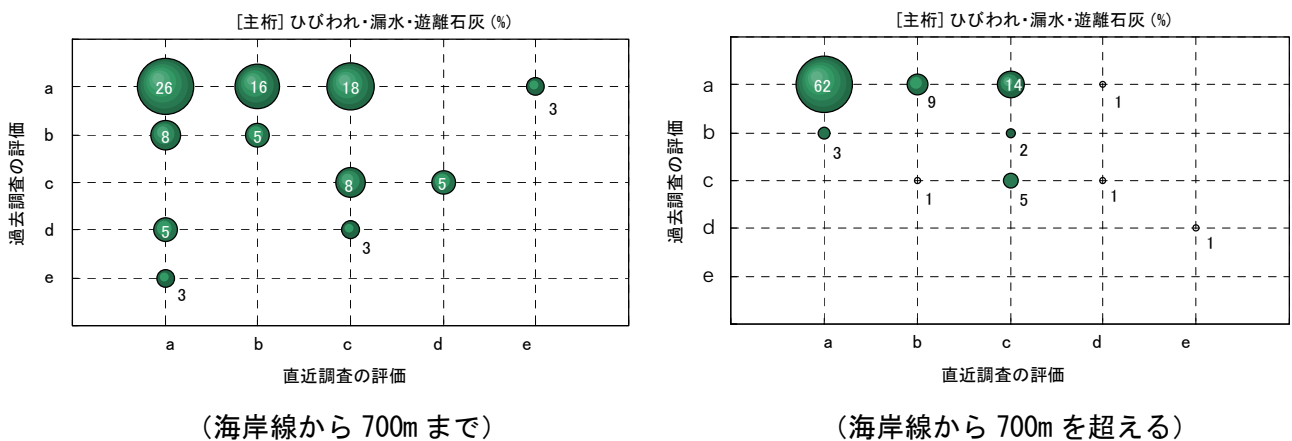 [主桁] ひびわれ・漏水・遊離石灰 (%)
過去調査の評価
a
26
16
18
3
b
8
5
c
8
5
d
5
3
e
3
a b c d e
直近調査の評価
(海岸線から 700m まで)
[主桁] ひびわれ・漏水・遊離石灰 (%)
過去調査の評価
a
62
9
14
1
b
3
2
c
1
5
1
d
1
e
a b c d e
直近調査の評価
(海岸線から 700m を超える)